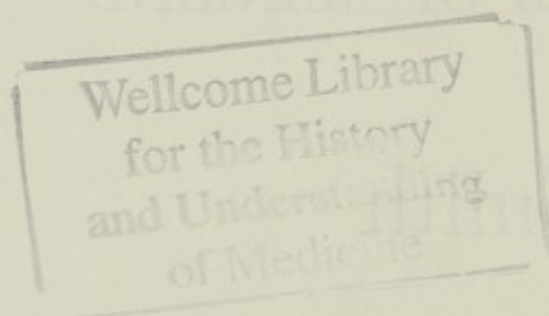 Wellcome Library
for the History
and Understanding
of Medicine